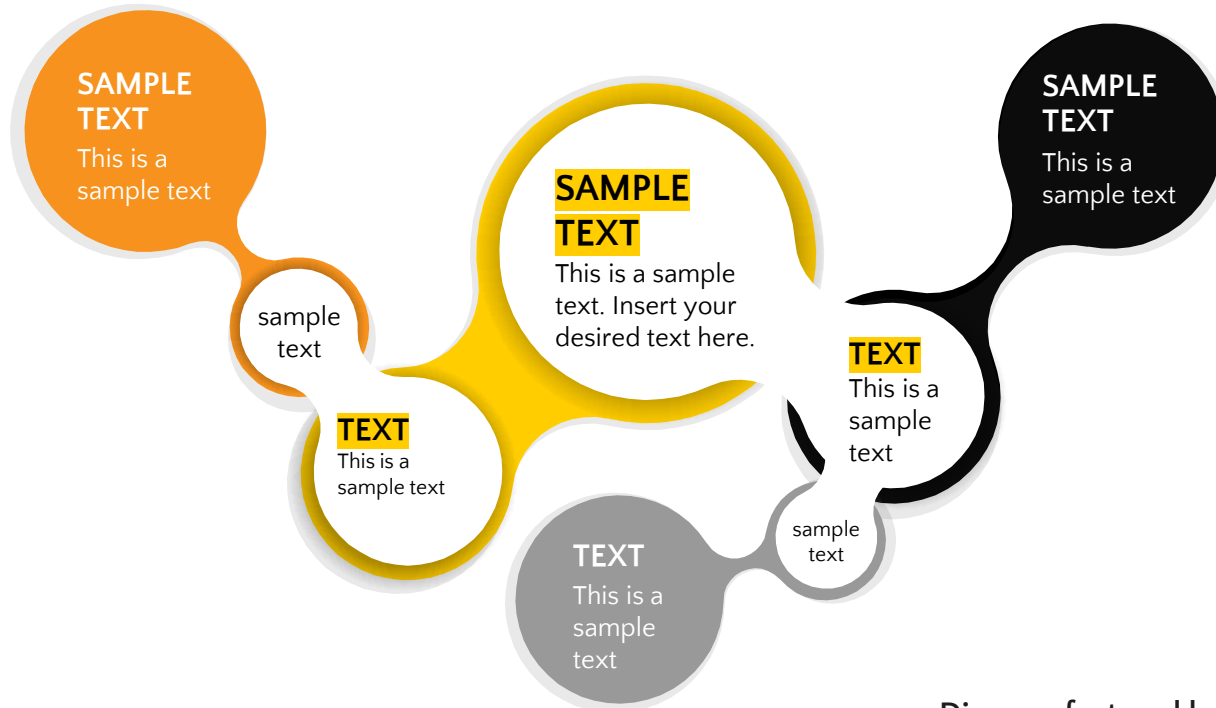 SAMPLE
TEXT
This is a
sample text
SAMPLE
TEXT
This is a
sample text
SAMPLE
TEXT
This is a sample
text. Insert your
desired text here.
sample
text
TEXT
This is a
sample
text
TEXT
This is a
sample text
sample
text
TEXT
This is a
sample
text